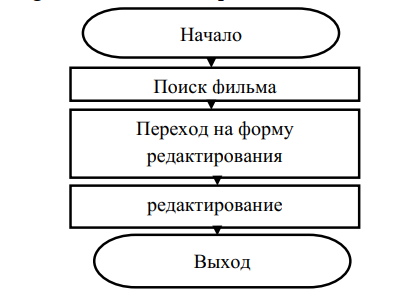 Начало
Поиск фильма
Переход на форму
редактирования
редактирование
Выход